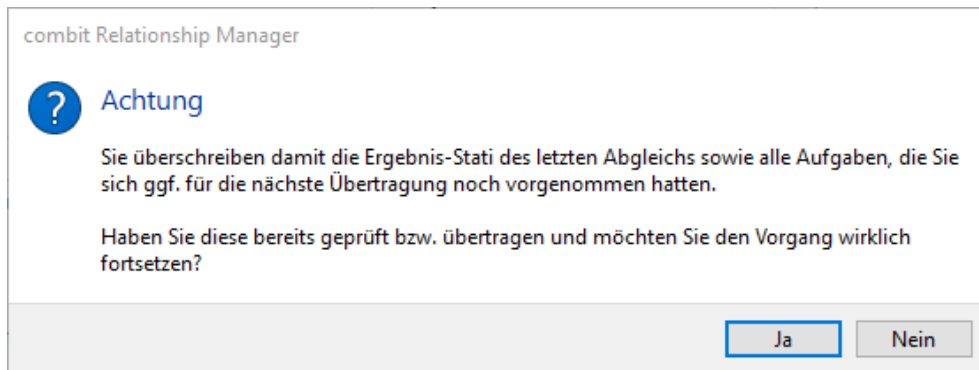 combit Relationship Manager
Achtung
Sie überschreiben damit die Ergebnis-Stati des letzten Abgleichs sowie alle Aufgaben, die Sie
sich ggf. für die nächste Übertragung noch vorgenommen hatten.
Haben Sie diese bereits geprüft bzw. übertragen und möchten Sie den Vorgang wirklich
fortsetzen?
Ja Nein